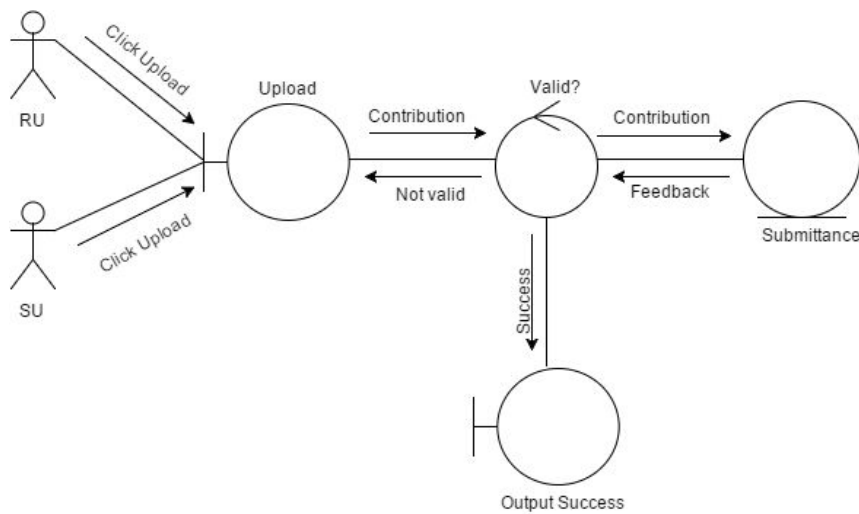 Click Upload
RU
Upload
Valid?
Contribution
Contribution
Not valid
Feedback
Click Upload
SU
Submittance
Success
Output Success